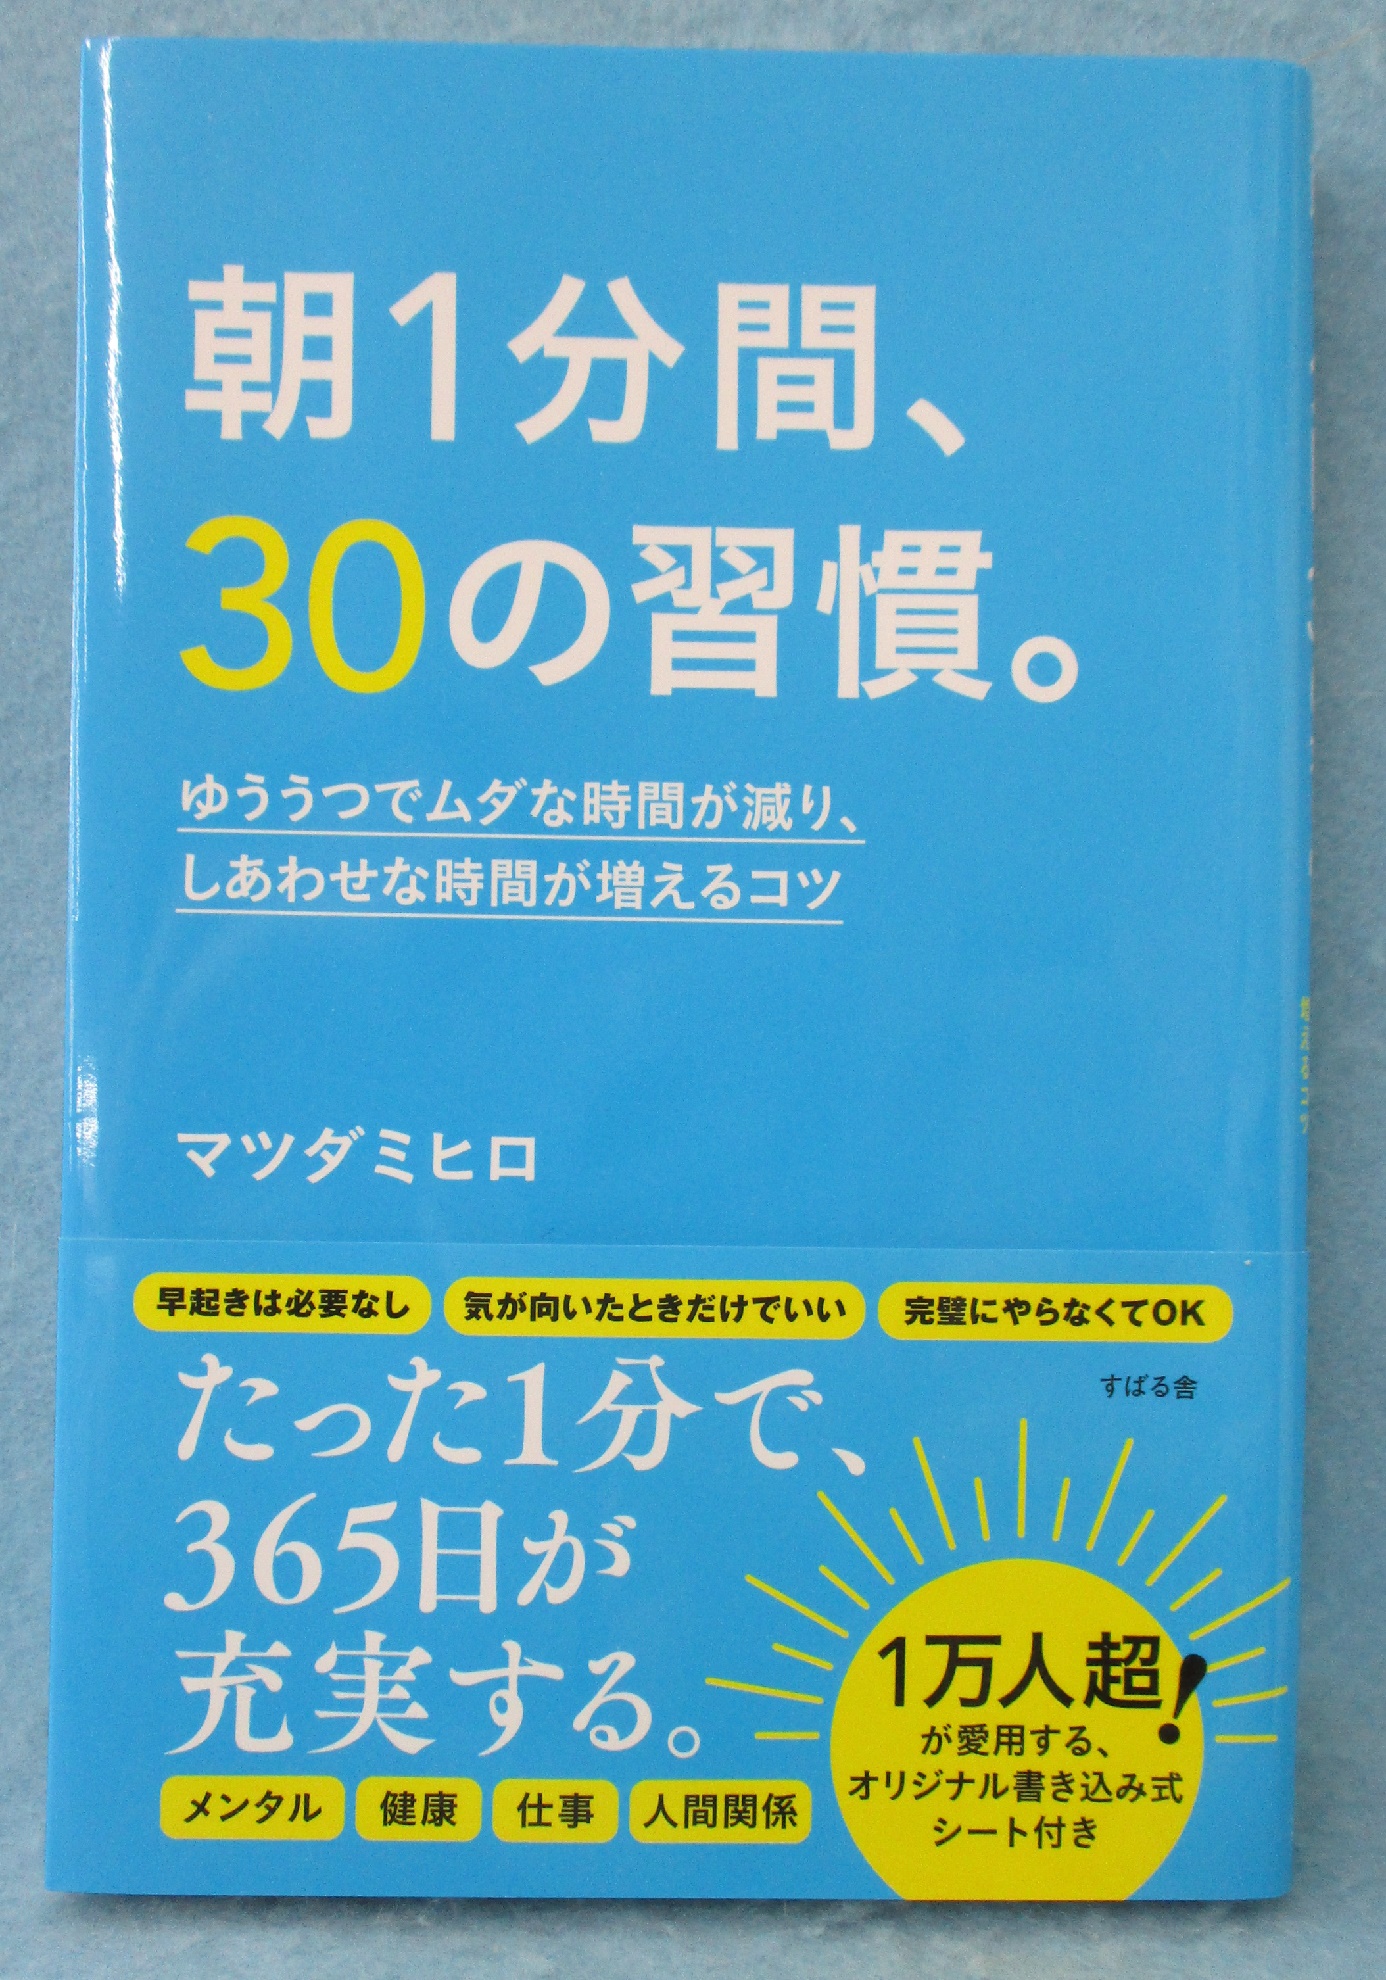 朝1分間、
30の習慣。
ゆううつでムダな時間が減り、
しあわせな時間が増えるコツ
マツダミヒロ
早起きは必要なし
気が向いたときだけでいい
完璧にやらなくてOK
すばる舎
たった1分で、
365日が
充実する。
メンタル
健康
仕事
人間関係
1万人超!
が愛用する、
オリジナル書き込み式
シート付き